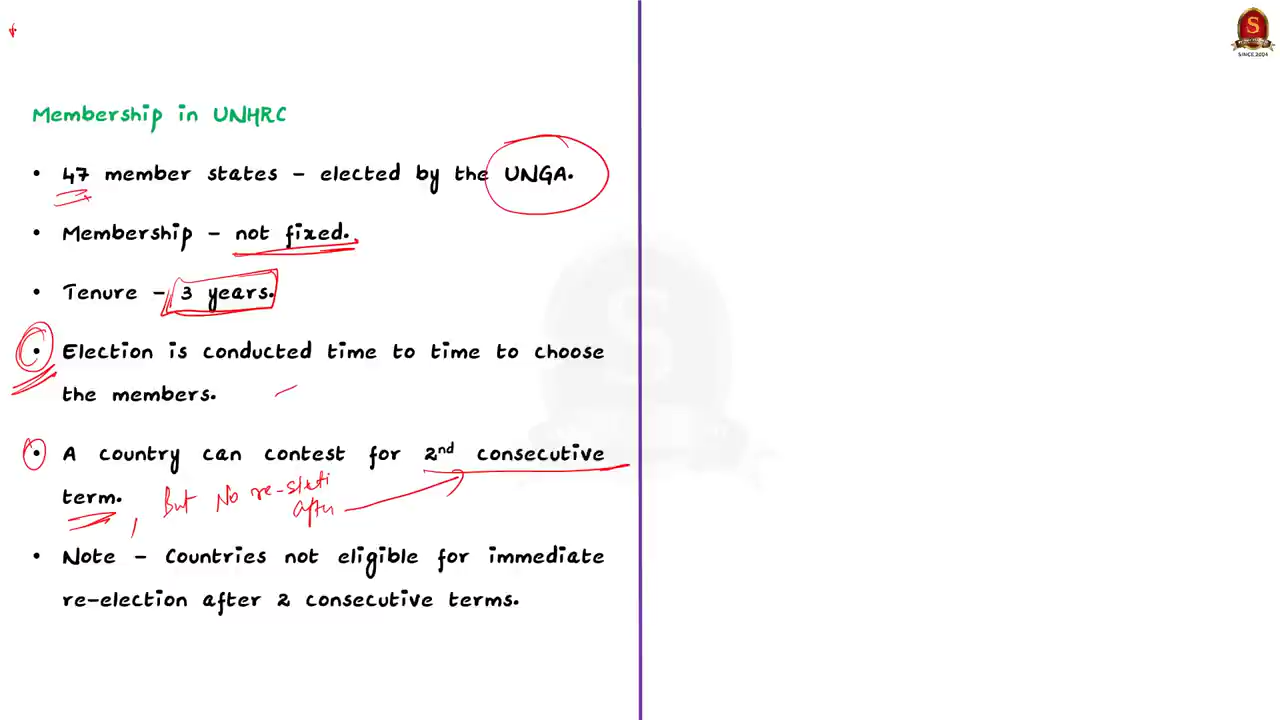 Membership in UNHRC
• 47 member states – elected by the UNGA.
• Membership – not fixed.
• Tenure – 3 years.
• Election is conducted time to time to choose
the members.
• A country can contest for 2nd consecutive
term.
But No
after
• Note – Countries not eligible for immediate
re-election after 2 consecutive terms.
S
SINCE 2004